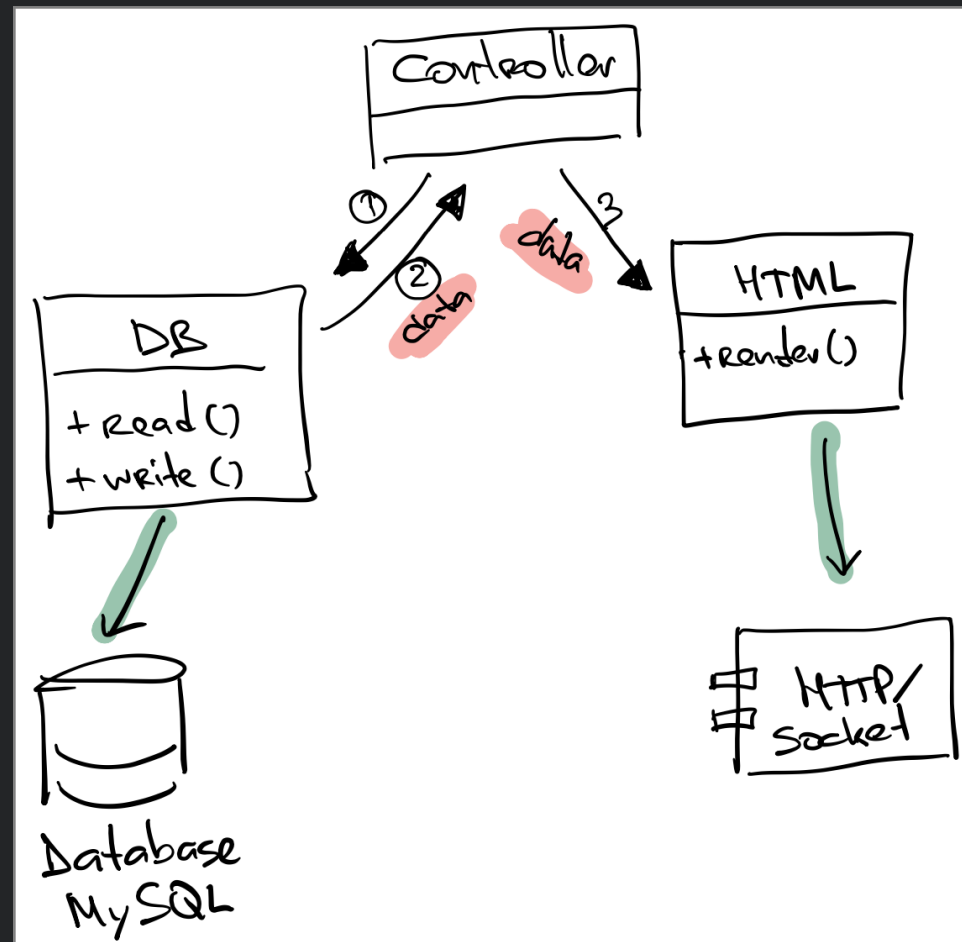 Controller
1
2
data
data
3
DB
+ Read ()
+ write ()
HTML
+ Render ()
HTTP/
Socket
Database
MySQL